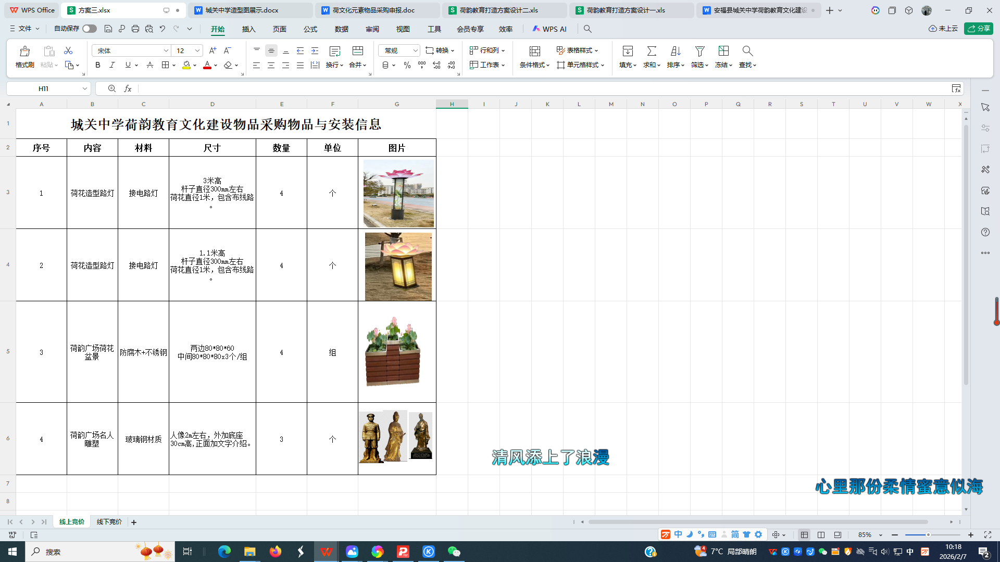 WPS Office
方案三.xlsx
城关中学造型图展示.docx
荷文化元素物品采购申报.doc
荷韵教育打造方案设计二.xls
荷韵教育打造方案设计一.xls
安福县城关中学荷韵教育文化建设
文件
自动保存
开始
插入
页面
公式
数据
审阅
视图
工具
会员专享
效率
WPS AI
未上云
分享
格式刷
粘贴
宋体
12
换行
合并
常规
转换
行和列
工作表
条件格式
表格样式
单元格样式
填充
求和
排序
筛选
冻结
查找
H11
A B C D E F G H I J K L M N O P Q R S T U V W X
1 城关中学荷韵教育文化建设物品采购物品与安装信息
2 序号 内容 材料 尺寸 数量 单位 图片
3 1 荷花造型路灯 接电路灯 3米高
杆子直径300mm左右
荷花直径1米，包含布线路
。 4 个
4 2 荷花造型路灯 接电路灯 1.1米高
杆子直径300mm左右
荷花直径1米，包含布线路
。 4 个
5 3 荷韵广场荷花
盆景 防腐木+不锈钢 两边80*80*60
中间80*80*80x3个/组 4 组
6 4 荷韵广场名人
雕塑 玻璃钢材质 人像2m左右，外加底座
30cm高,正面加文字介绍。 3 个
7
8
清风添上了浪漫
心里那份柔情蜜意似海
线上竞价
线下竞价
中
简
85%
搜索
7°C 局部晴朗
中
10:18
2026/2/7